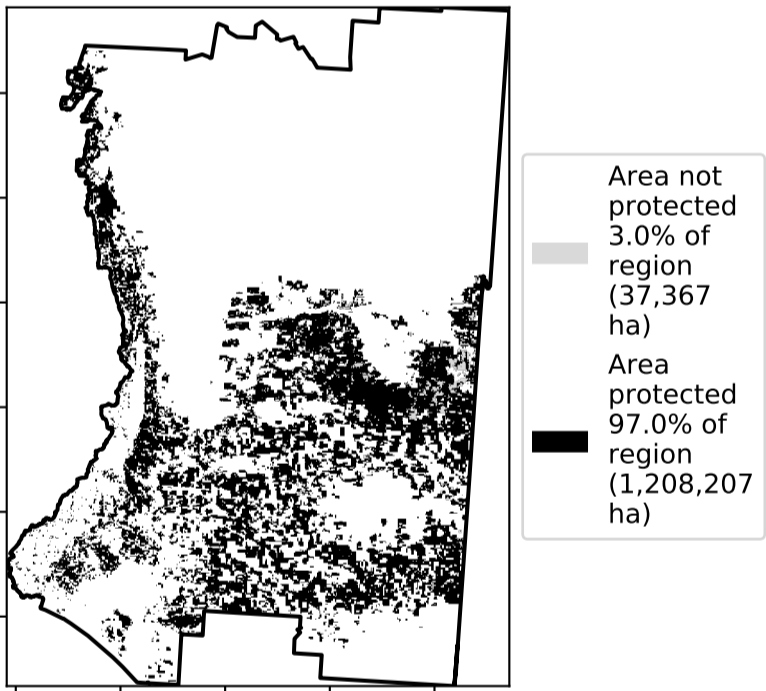 Area not
protected
3.0% of
region
(37,367
ha)
Area
protected
97.0% of
region
(1,208,207
ha)